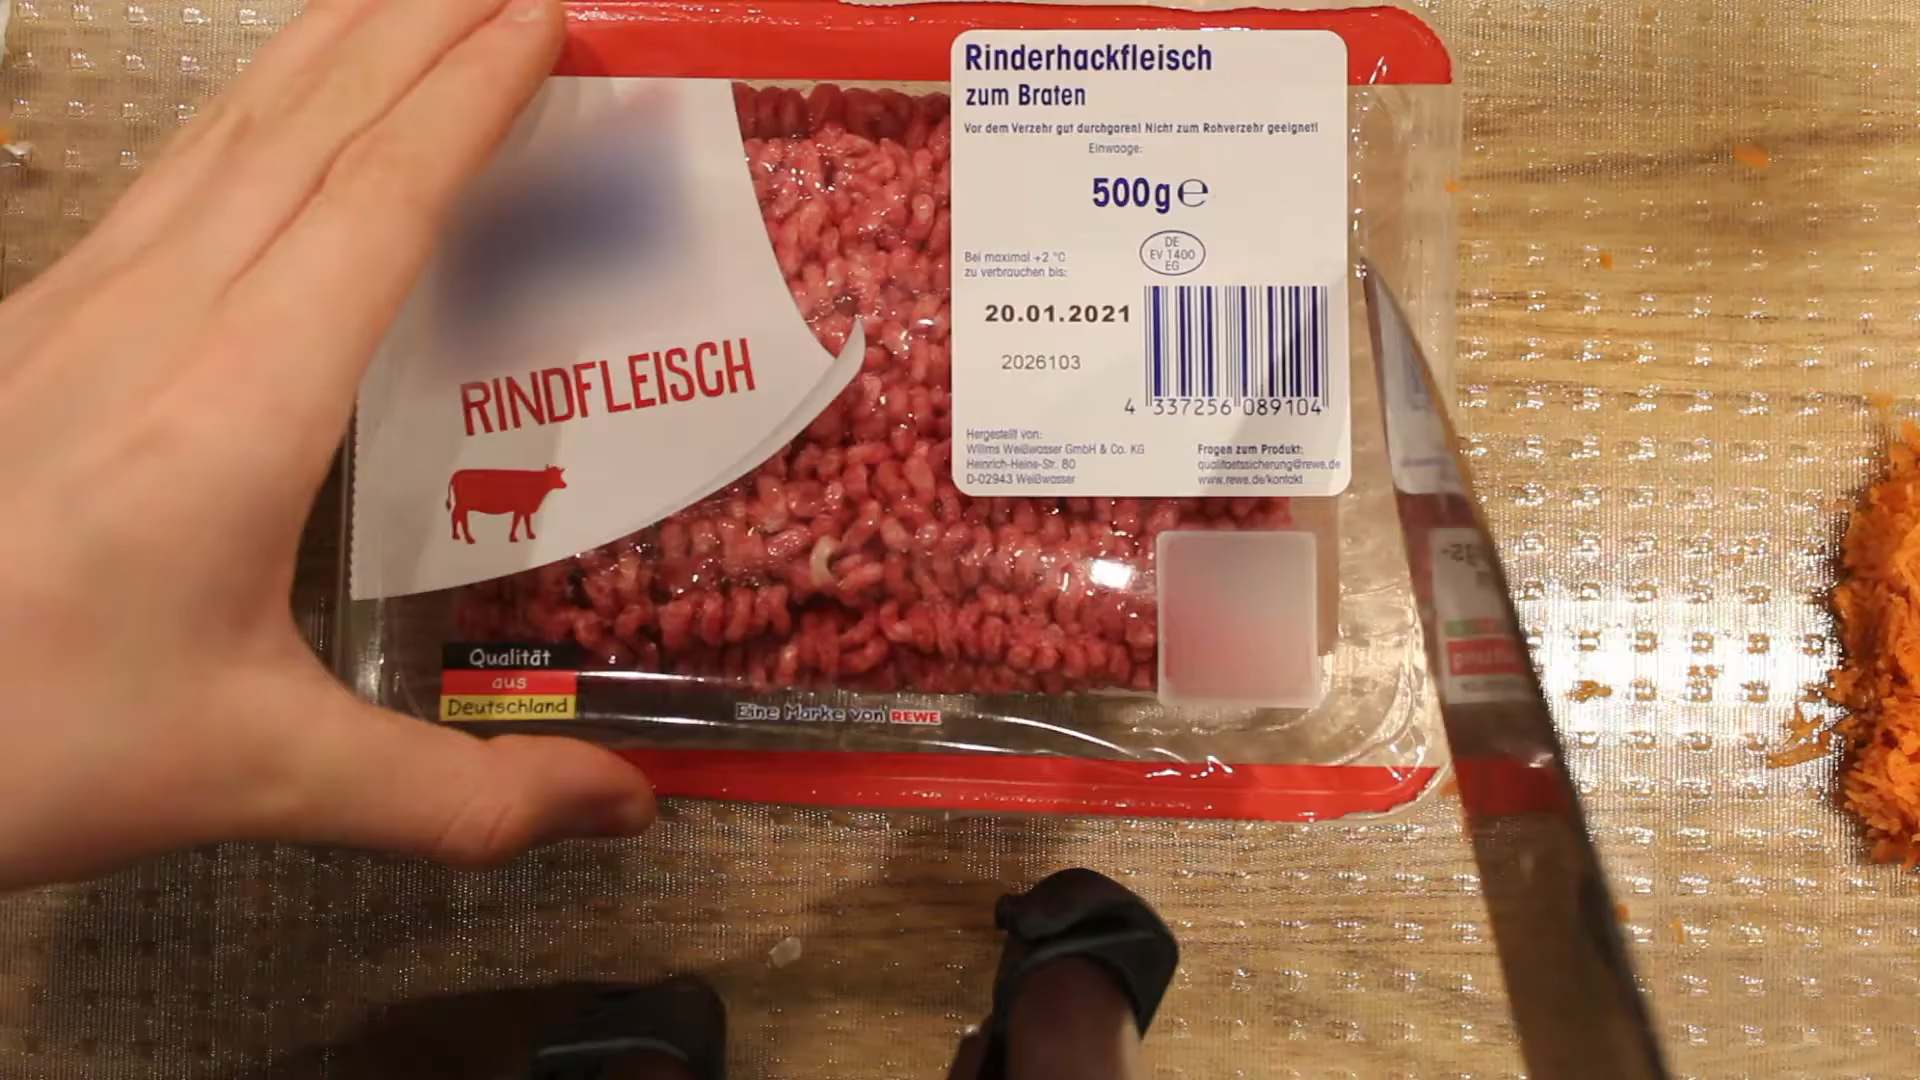 Rinderhackfleisch
zum Braten
Vor dem Verzehr gut durchgaren! Nicht zum Rohverzehr geeignet!
Einwaage:
500g ℮
DE
EV 1400
EG
Bei maximal +2 °C
zu verbrauchen bis:
20.01.2021
2026103
4 337256 089104
Hergestellt von:
Willms Weißwasser GmbH & Co. KG
Heinrich-Heine-Str. 80
D-02943 Weißwasser
Fragen zum Produkt:
qualitaetssicherung@rewe.de
www.rewe.de/kontakt
RINDFLEISCH
Qualität
aus
Deutschland
Eine Marke von REWE